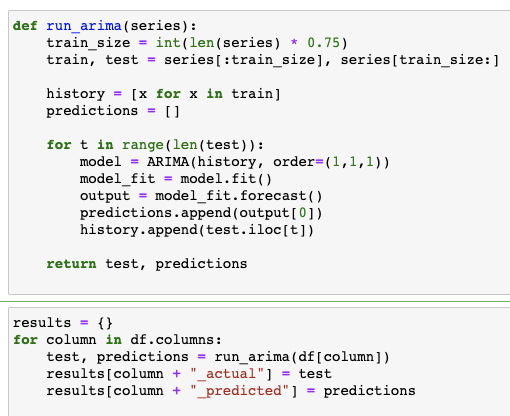 def run_arima(series):
    train_size = int(len(series) * 0.75)
    train, test = series[:train_size], series[train_size:]

    history = [x for x in train]
    predictions = []

    for t in range(len(test)):
        model = ARIMA(history, order=(1,1,1))
        model_fit = model.fit()
        output = model_fit.forecast()
        predictions.append(output[0])
        history.append(test.iloc[t])

    return test, predictions

results = {}
for column in df.columns:
    test, predictions = run_arima(df[column])
    results[column + "_actual"] = test
    results[column + "_predicted"] = predictions